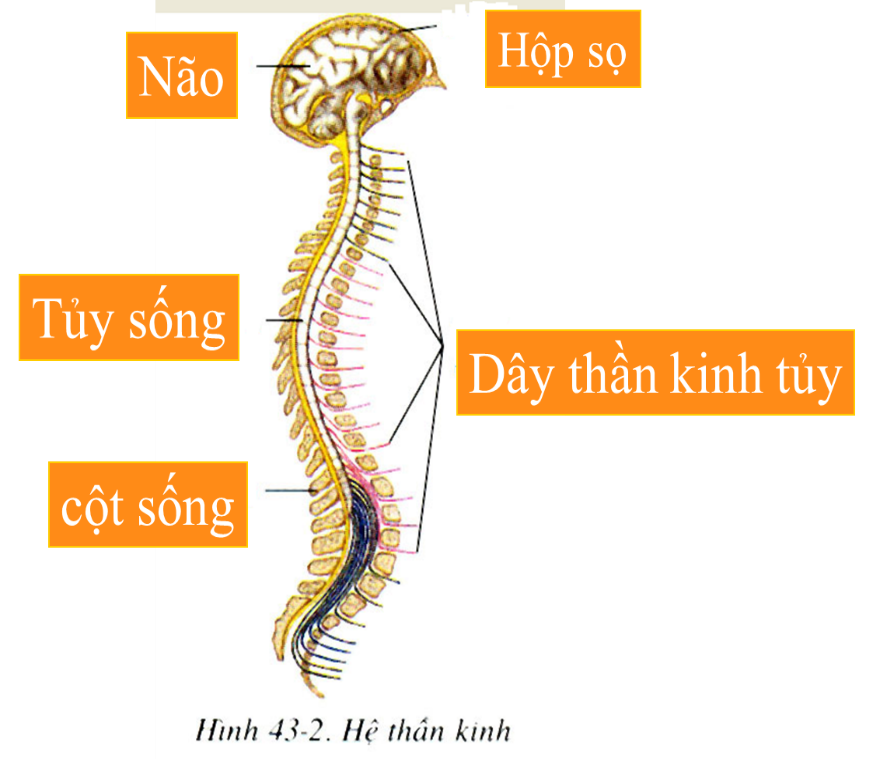 Não
Hộp sọ
Tủy sống
Dây thần kinh tủy
cột sống
Hình 43-2. Hệ thần kinh